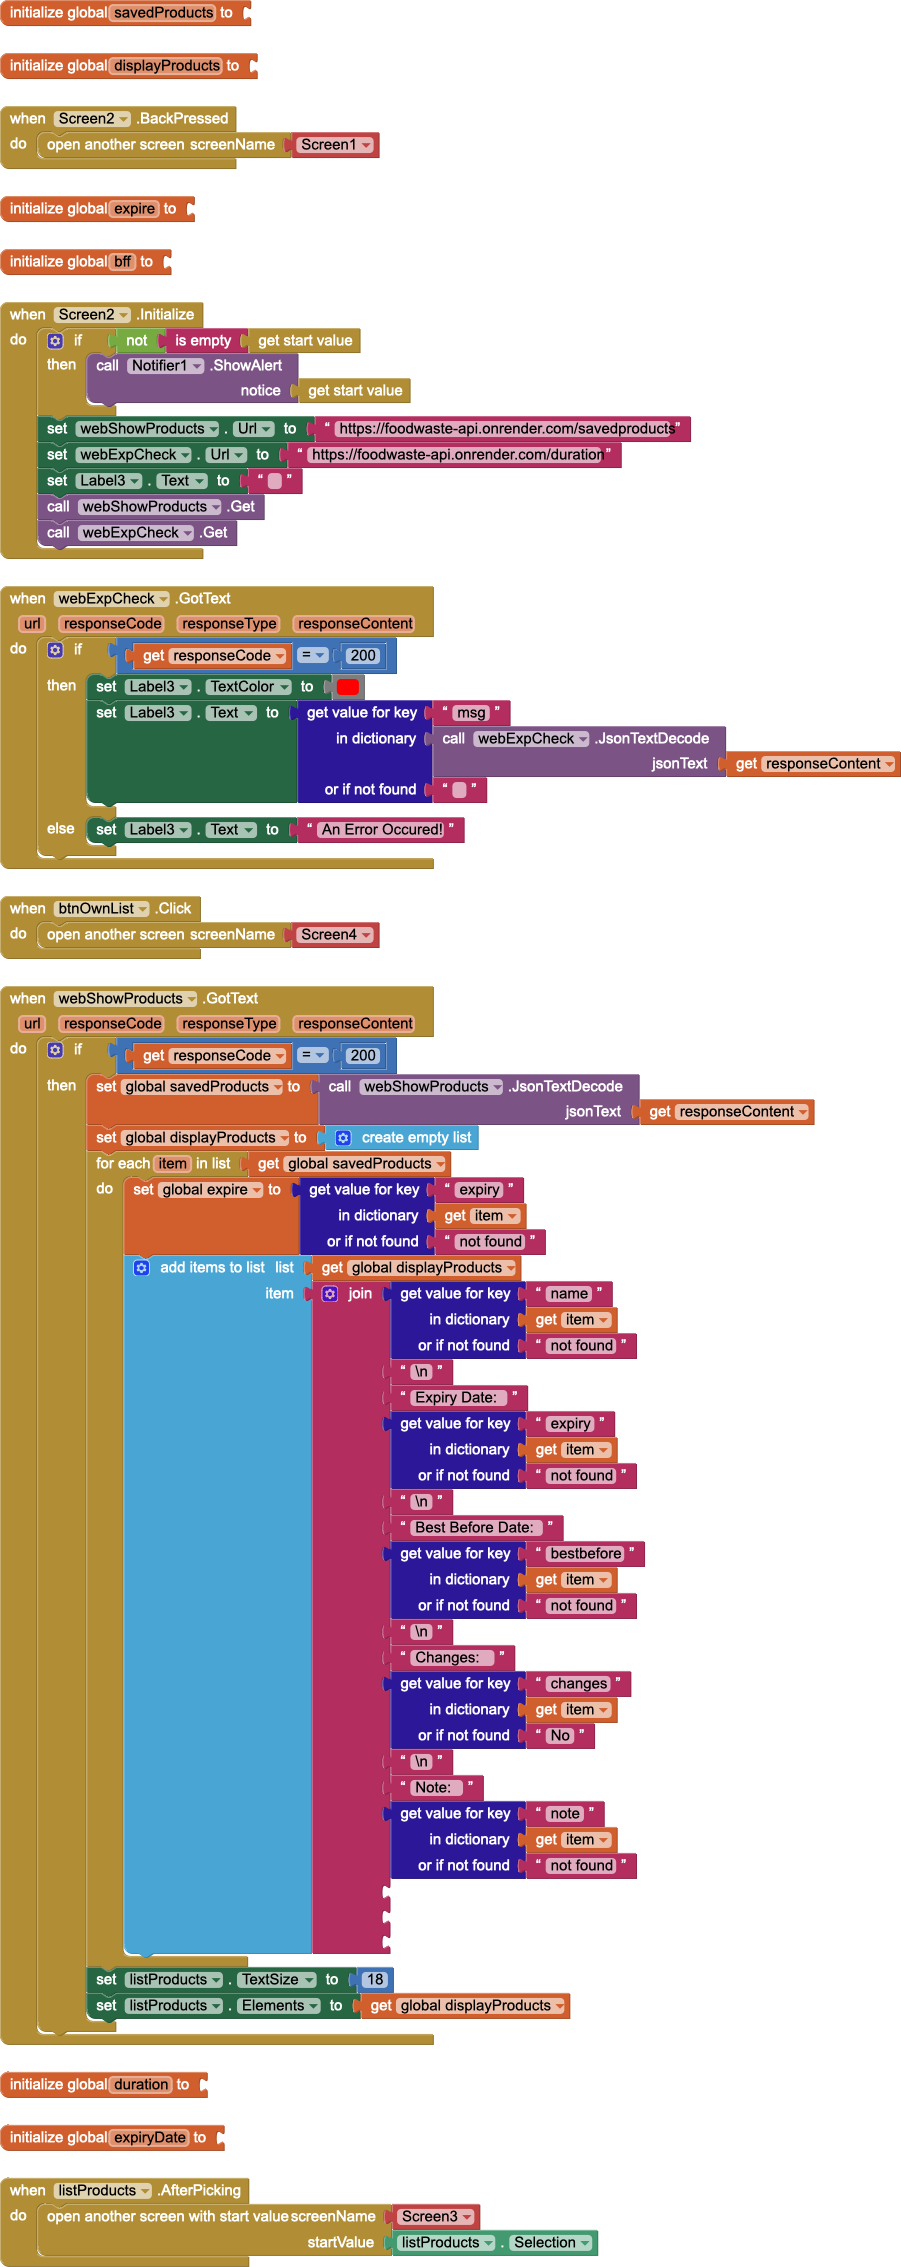 initialize global savedProducts to
initialize global displayProducts to
when Screen2 .BackPressed
do open another screen screenName Screen1
initialize global expire to
initialize global bff to
when Screen2 .Initialize
do if not is empty get start value
then call Notifier1 .ShowAlert
notice get start value
set webShowProducts . Url to " https://foodwaste-api.onrender.com/savedproducts "
set webExpCheck . Url to " https://foodwaste-api.onrender.com/duration "
set Label3 . Text to " "
call webShowProducts .Get
call webExpCheck .Get
when webExpCheck .GotText
url responseCode responseType responseContent
do if get responseCode = 200
then set Label3 . TextColor to
set Label3 . Text to get value for key " msg "
in dictionary call webExpCheck .JsonTextDecode
jsonText get responseContent
or if not found " "
else set Label3 . Text to " An Error Occured! "
when btnOwnList .Click
do open another screen screenName Screen4
when webShowProducts .GotText
url responseCode responseType responseContent
do if get responseCode = 200
then set global savedProducts to call webShowProducts .JsonTextDecode
jsonText get responseContent
set global displayProducts to create empty list
for each item in list get global savedProducts
do set global expire to get value for key " expiry "
in dictionary get item
or if not found " not found "
add items to list list get global displayProducts
item join get value for key " name "
in dictionary get item
or if not found " not found "
" \n "
" Expiry Date: "
get value for key " expiry "
in dictionary get item
or if not found " not found "
" \n "
" Best Before Date: "
get value for key " bestbefore "
in dictionary get item
or if not found " not found "
" \n "
" Changes: "
get value for key " changes "
in dictionary get item
or if not found " No "
" \n "
" Note: "
get value for key " note "
in dictionary get item
or if not found " not found "
set listProducts . TextSize to 18
set listProducts . Elements to get global displayProducts
initialize global duration to
initialize global expiryDate to
when listProducts .AfterPicking
do open another screen with start value screenName Screen3
startValue listProducts . Selection